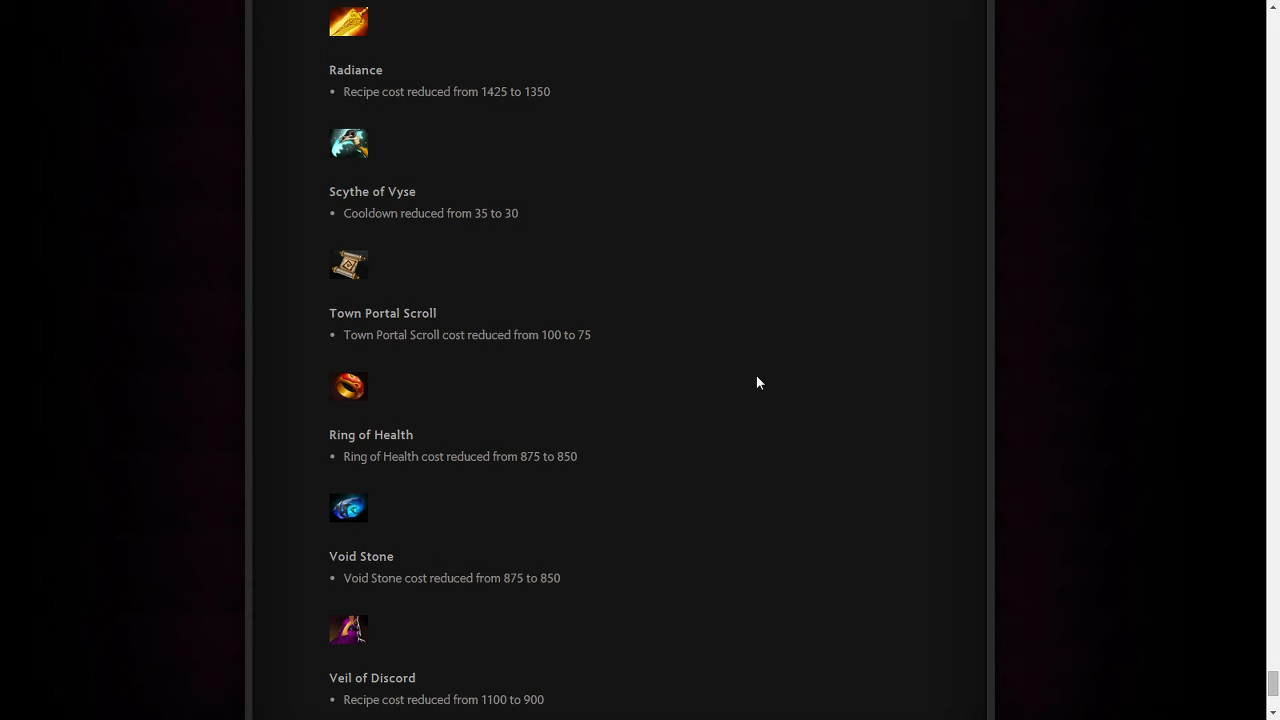 Radiance
• Recipe cost reduced from 1425 to 1350
Scythe of Vyse
• Cooldown reduced from 35 to 30
Town Portal Scroll
• Town Portal Scroll cost reduced from 100 to 75
Ring of Health
• Ring of Health cost reduced from 875 to 850
Void Stone
• Void Stone cost reduced from 875 to 850
Veil of Discord
• Recipe cost reduced from 1100 to 900